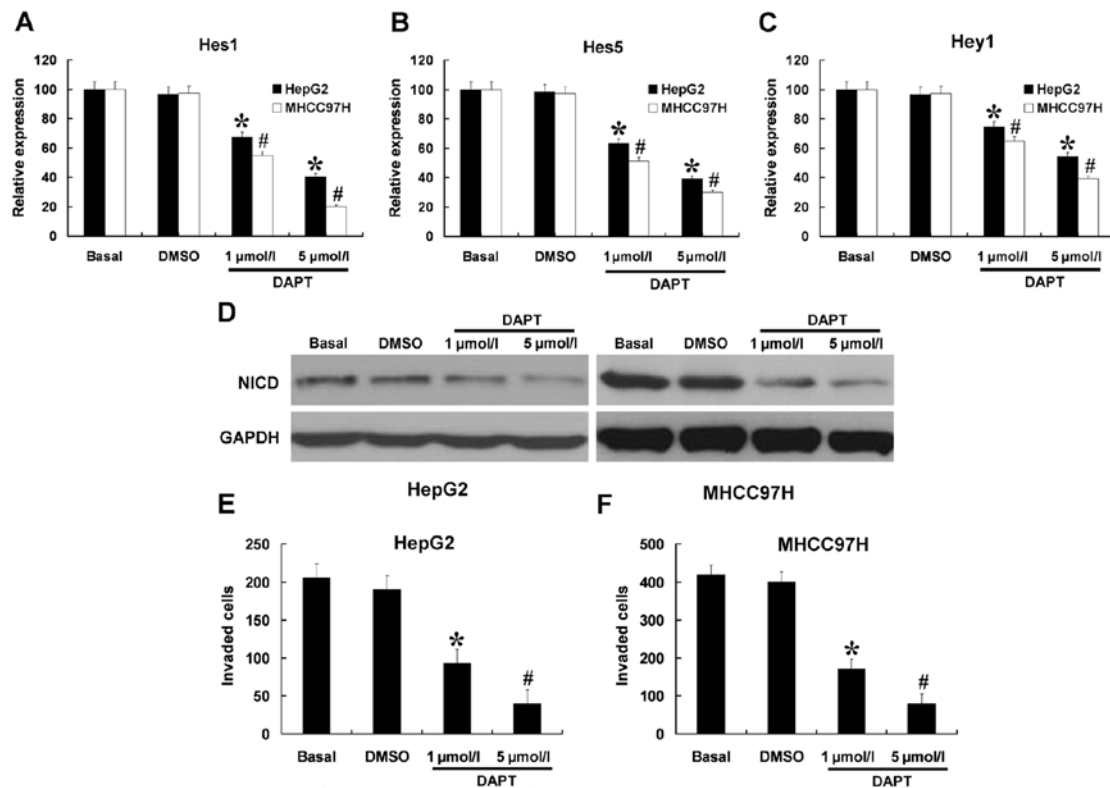 A
Hes1
Relative expression
120
100
80
60
40
20
0
HepG2
MHCC97H
*
#
*
#
Basal DMSO 1 µmol/l 5 µmol/l
DAPT
B
Hes5
Relative expression
120
100
80
60
40
20
0
HepG2
MHCC97H
*
#
*
#
Basal DMSO 1 µmol/l 5 µmol/l
DAPT
C
Hey1
Relative expression
120
100
80
60
40
20
0
HepG2
MHCC97H
*
#
*
#
Basal DMSO 1 µmol/l 5 µmol/l
DAPT
D
DAPT
Basal DMSO 1 µmol/l 5 µmol/l
DAPT
Basal DMSO 1 µmol/l 5 µmol/l
NICD
GAPDH
HepG2
MHCC97H
E
HepG2
Invaded cells
250
200
150
100
50
0
*
#
Basal DMSO 1 µmol/l 5 µmol/l
DAPT
F
MHCC97H
Invaded cells
500
400
300
200
100
0
*
#
Basal DMSO 1 µmol/l 5 µmol/l
DAPT